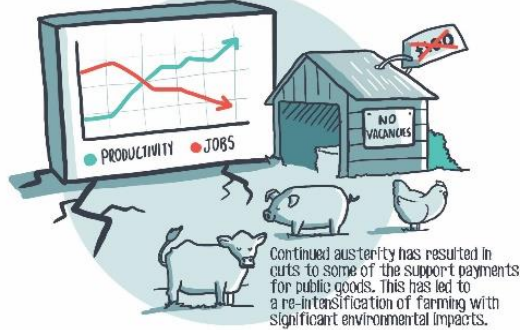 NO
VACANCIES
PRODUCTIVITY JOBS
Continued austerity has resulted in
cuts to some of the support payments
for public goods. This has led to
a re-intensification of farming with
significant environmental impacts.